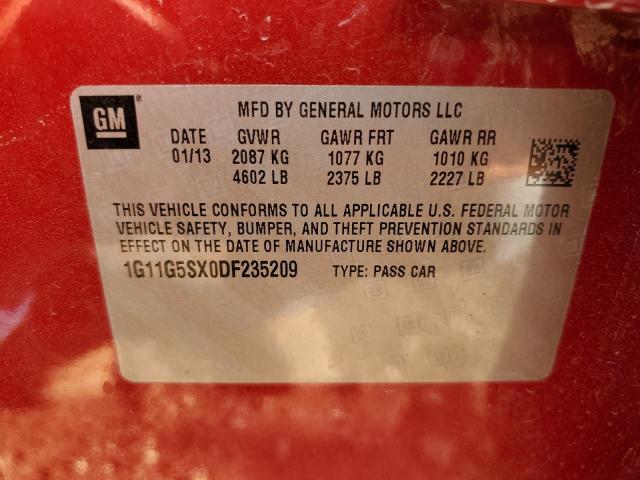 GM®
MFD BY GENERAL MOTORS LLC
DATE GVWR GAWR FRT GAWR RR
01/13 2087 KG 1077 KG 1010 KG
4602 LB 2375 LB 2227 LB
THIS VEHICLE CONFORMS TO ALL APPLICABLE U.S. FEDERAL MOTOR
VEHICLE SAFETY, BUMPER, AND THEFT PREVENTION STANDARDS IN
EFFECT ON THE DATE OF MANUFACTURE SHOWN ABOVE.
1G11G5SX0DF235209 TYPE: PASS CAR